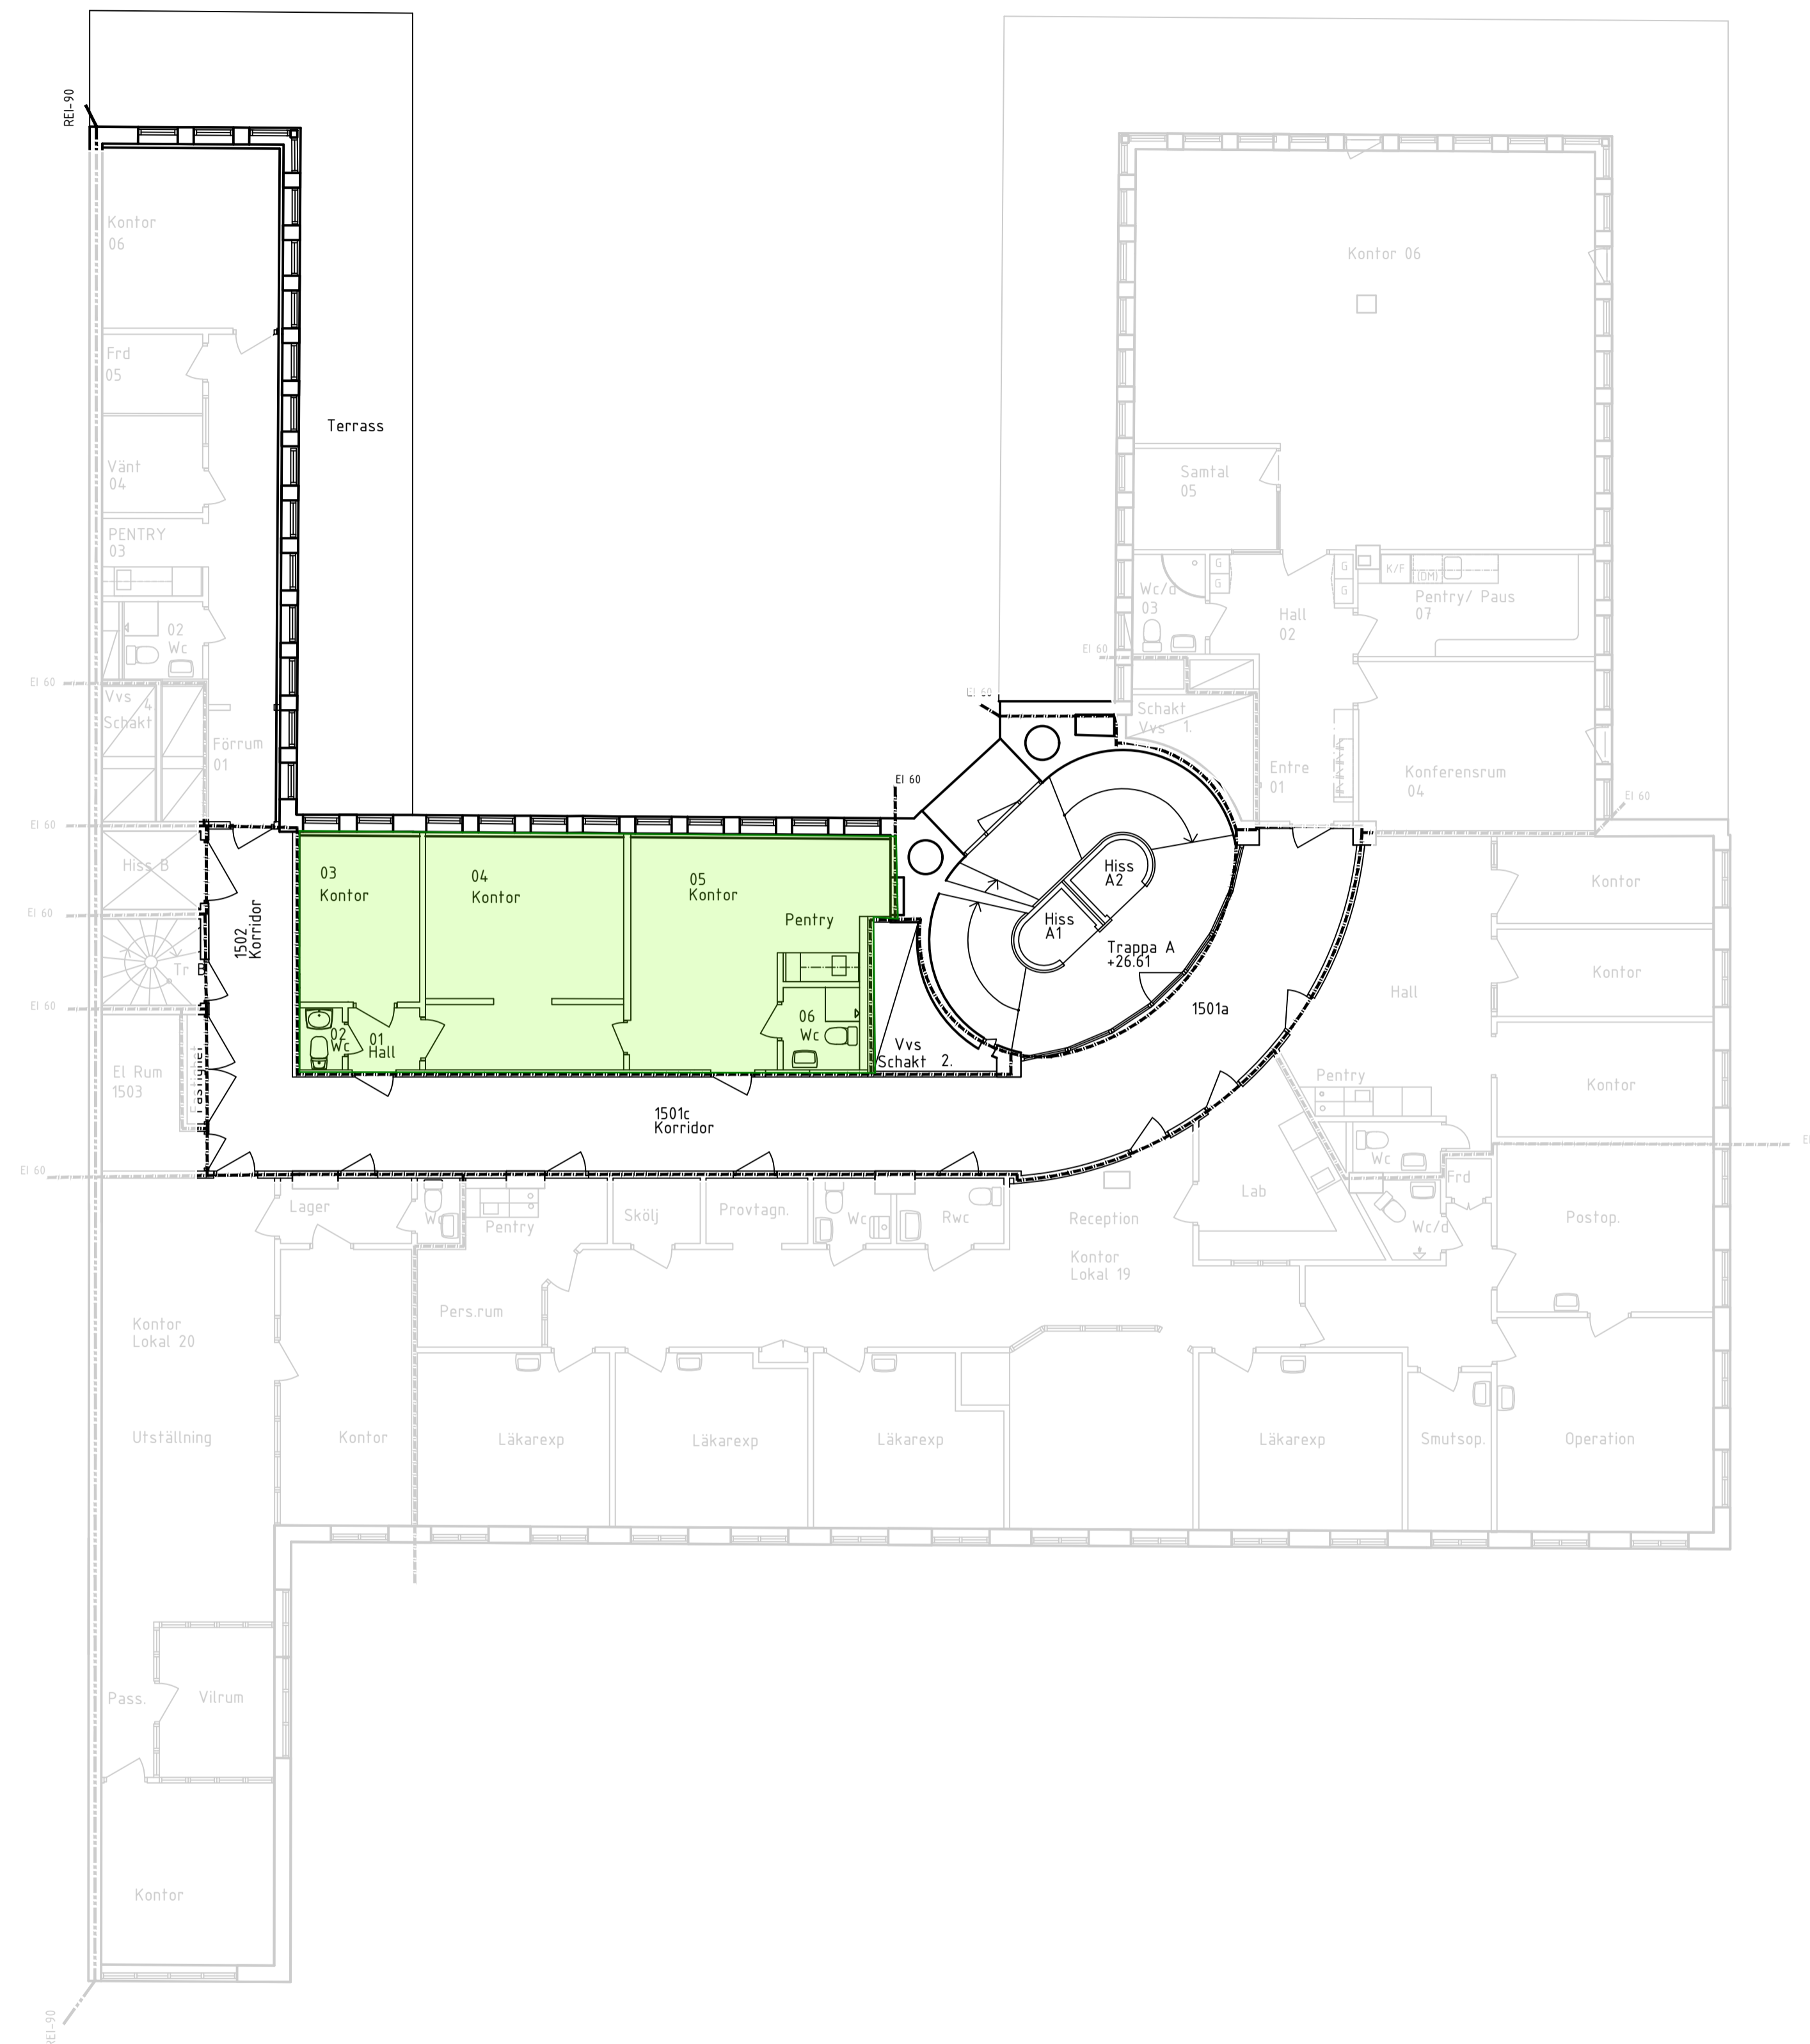 REI-90
Kontor
06
Kontor 06
Frd
05
Terrass
Vänt
04
Samtal
05
PENTRY
03
G
G
G
G
K/F
(DM)
Wc/d
03
Pentry/ Paus
07
Hall
02
02
Wc
EI 60
EI 60
EI 60
Vvs
4
Schakt
Schakt
Vvs 1.
Förrum
01
Entre
01
Konferensrum
04
EI 60
EI 60
EI 60
Hiss B
03
Kontor
04
Kontor
05
Kontor
Pentry
Hiss
A2
Hiss
A1
Kontor
EI 60
1502
Korridor
Trappa A
+26.61
Tr B
Kontor
Hall
EI 60
1501a
02
Wc
01
Hall
06
Wc
Vvs
Schakt 2.
El Rum
1503
Pentry
Kontor
1501c
Korridor
EI 60
Wc
Frd
Lager
Wc
Pentry
Skölj
Provtagn.
Wc
Rwc
Reception
Lab
Wc/d
Postop.
Kontor
Lokal 19
Pers.rum
Kontor
Lokal 20
Utställning
Kontor
Läkarexp
Läkarexp
Läkarexp
Läkarexp
Smutsop.
Operation
Pass.
Vilrum
Kontor
REI-90